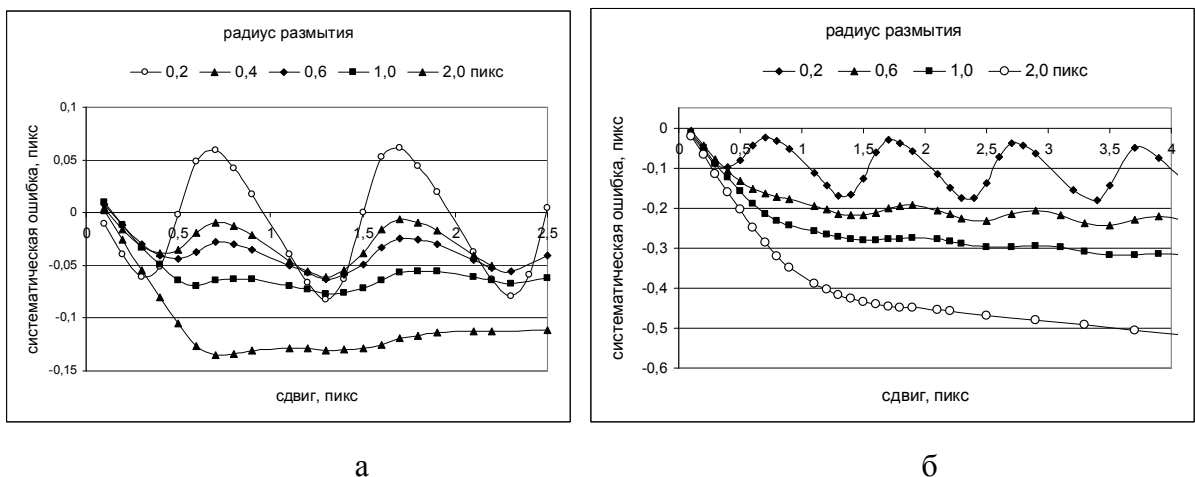 радиус размытия
0,2 0,4 0,6 1,0 2,0 пикс
систематическая ошибка, пикс
0,1
0,05
0
-0,05
-0,1
-0,15
0 0,5 1 1,5 2 2,5
сдвиг, пикс
а
радиус размытия
0,2 0,6 1,0 2,0 пикс
систематическая ошибка, пикс
0
-0,1
-0,2
-0,3
-0,4
-0,5
-0,6
0 0,5 1 1,5 2 2,5 3 3,5 4
сдвиг, пикс
б